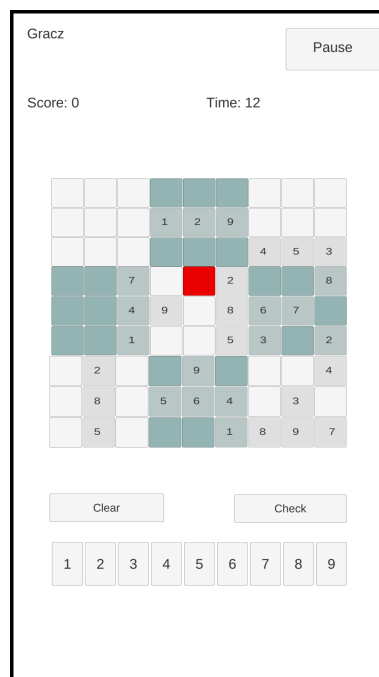 Gracz
Pause
Score: 0 Time: 12
1 2 9
4 5 3
7 2 8
4 9 8 6 7
1 5 3 2
2 9 4
8 5 6 4 3
5 1 8 9 7
Clear Check
1 2 3 4 5 6 7 8 9